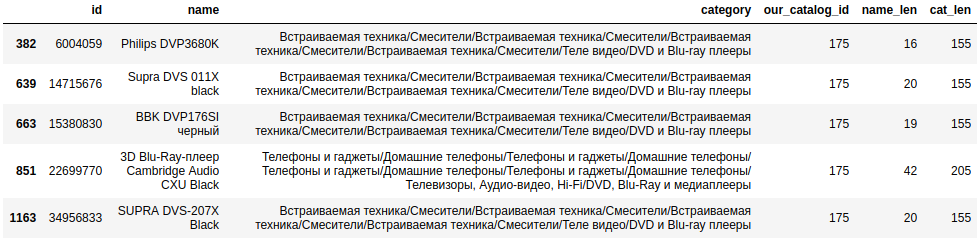 id name category our_catalog_id name_len cat_len
382 6004059 Philips DVP3680K Встраиваемая техника/Смесители/Встраиваемая техника/Смесители/Встраиваемая 175 16 155
техника/Смесители/Встраиваемая техника/Смесители/Теле видео/DVD и Blu-ray плееры
639 14715676 Supra DVS 011X Встраиваемая техника/Смесители/Встраиваемая техника/Смесители/Встраиваемая 175 20 155
black техника/Смесители/Встраиваемая техника/Смесители/Теле видео/DVD и Blu-ray плееры
663 15380830 BBK DVP176SI Встраиваемая техника/Смесители/Встраиваемая техника/Смесители/Встраиваемая 175 19 155
черный техника/Смесители/Встраиваемая техника/Смесители/Теле видео/DVD и Blu-ray плееры
3D Blu-Ray-плеер Телефоны и гаджеты/Домашние телефоны/Телефоны и гаджеты/Домашние телефоны/
851 22699770 Cambridge Audio Телефоны и гаджеты/Домашние телефоны/Телефоны и гаджеты/Домашние телефоны/ 175 42 205
CXU Black Телевизоры, Аудио-видео, Hi-Fi/DVD, Blu-Ray и медиаплееры
1163 34956833 SUPRA DVS-207X Встраиваемая техника/Смесители/Встраиваемая техника/Смесители/Встраиваемая 175 20 155
Black техника/Смесители/Встраиваемая техника/Смесители/Теле видео/DVD и Blu-ray плееры